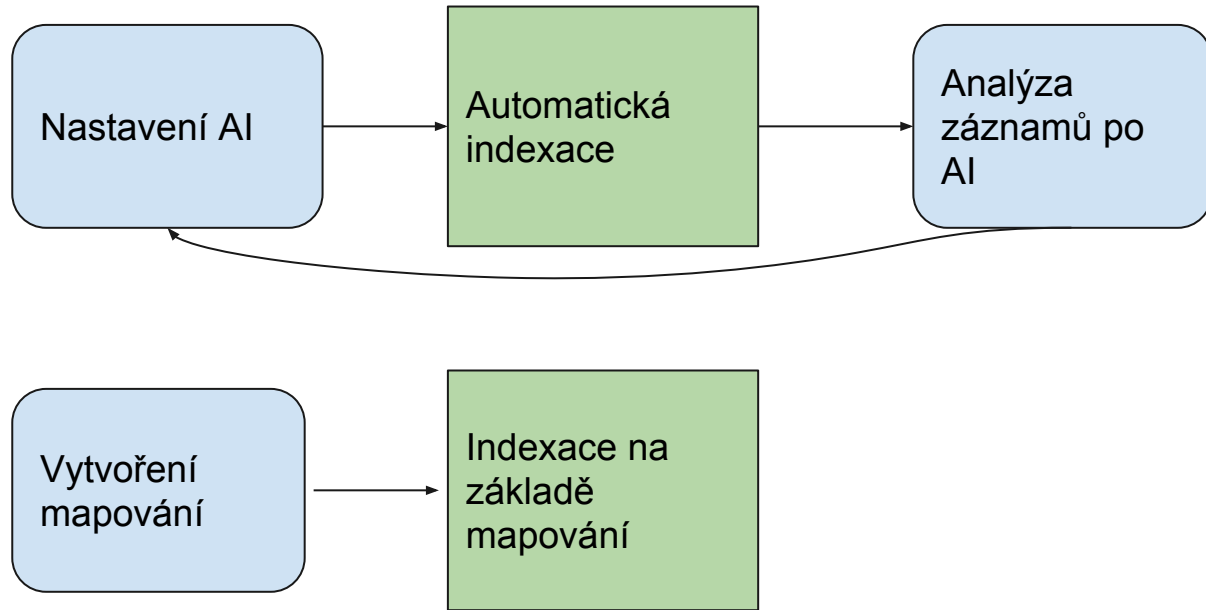 Nastavení AI
Automatická
indexace
Analýza
záznamů po
AI
Vytvoření
mapování
Indexace na
základě
mapování